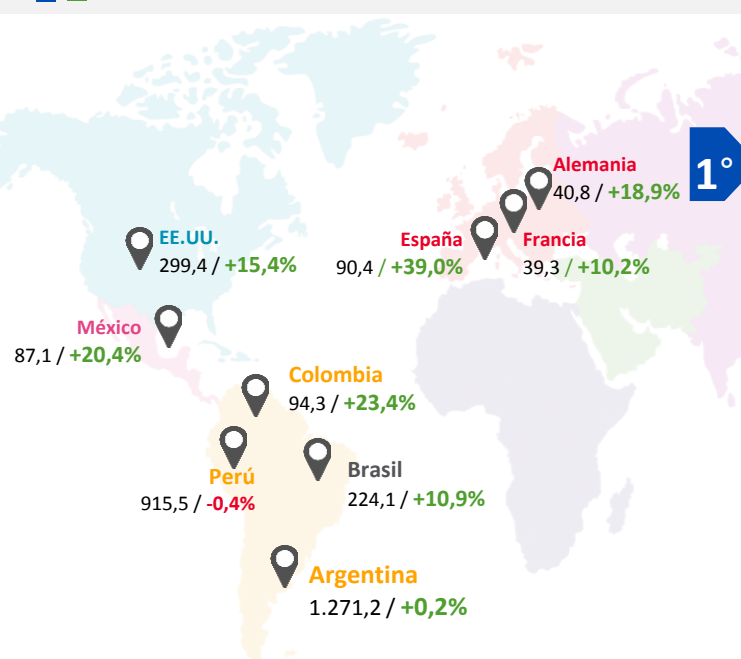 Alemania
40,8 / +18,9%
1°
EE.UU.
299,4 / +15,4%
España
90,4 / +39,0%
Francia
39,3 / +10,2%
México
87,1 / +20,4%
Colombia
94,3 / +23,4%
Perú
915,5 / -0,4%
Brasil
224,1 / +10,9%
Argentina
1.271,2 / +0,2%